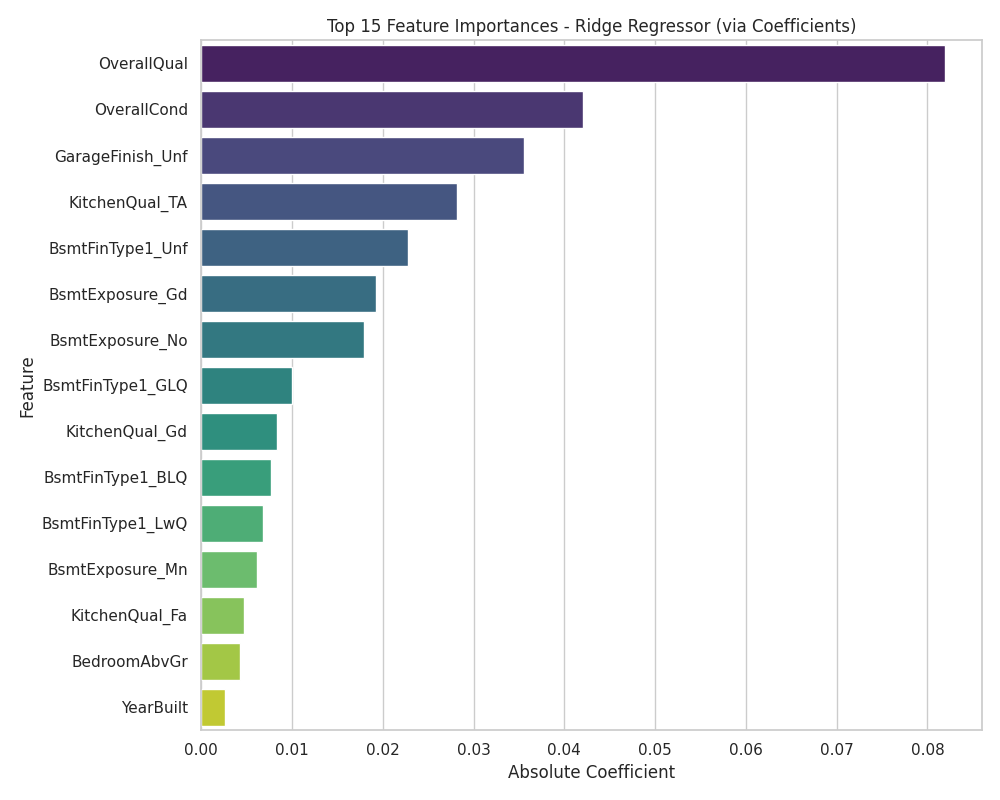 Top 15 Feature Importances - Ridge Regressor (via Coefficients)
OverallQual
OverallCond
GarageFinish_Unf
KitchenQual_TA
BsmtFinType1_Unf
BsmtExposure_Gd
BsmtExposure_No
BsmtFinType1_GLQ
KitchenQual_Gd
BsmtFinType1_BLQ
BsmtFinType1_LwQ
BsmtExposure_Mn
KitchenQual_Fa
BedroomAbvGr
YearBuilt
Feature
0.00 0.01 0.02 0.03 0.04 0.05 0.06 0.07 0.08
Absolute Coefficient